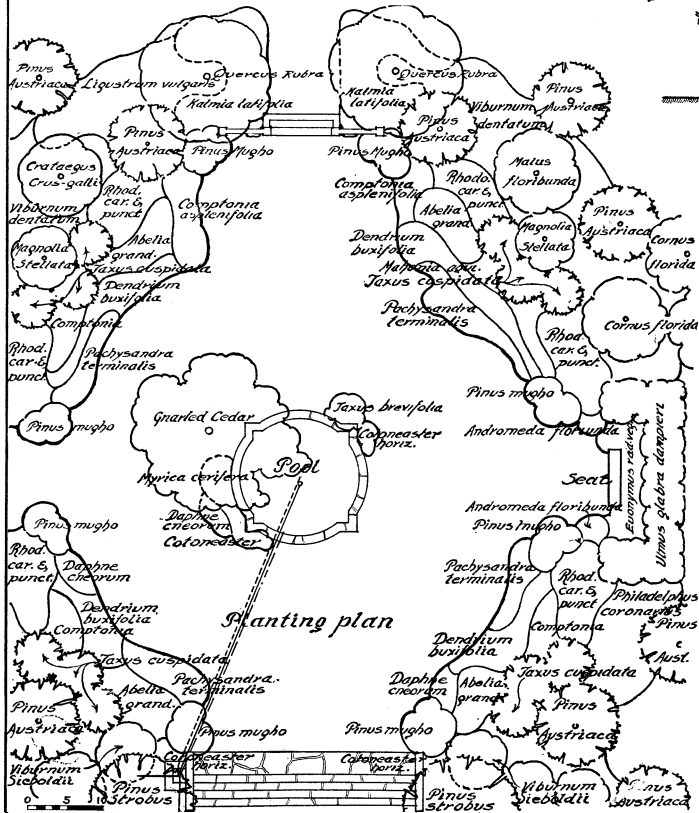 Pinus
Austriaca
Ligustrum vulgaris
Quercus Rubra
Kalmia latifolia
Quercus Rubra
Kalmia
latifolia
Pinus
Austriaca
Viburnum
dentatum
Pinus
Austriaca
Pinus
Austriaca
Pinus Mugho
Pinus Mugho
Crataegus
Crus-galli
Rhod.
car. &
punct.
Comptonia
asplenifolia
Comptonia
asplenifolia
Rhodo.
car. &
punct
Malus
floribunda
Viburnum
dentatum
Abelia
grand
Pinus
Austriaca
Magnolia
Stellata
Abelia
grand.
Taxus cuspidata
Dendrium
buxifolia
Dendrium
buxifolia
Magnolia
Stellata
Cornus
florida
Mahonia aqui.
Taxus cuspidata
Comptonia
Pachysandra
terminalis
Cornus florida
Rhod.
car. &
punct.
Pachysandra
terminalis
Rhod.
car. &
punct.
Pinus mugho
Gnarled Cedar
Taxus brevifolia
Pinus mugho
Cotoneaster
horiz.
Andromeda floribunda
Pool
Myrica cerifera
Seat
Euonymus radvege
Ulmus glabra damperi
Daphne
cneorum
Cotoneaster
Andromeda floribunda
Pinus mugho
Pinus mugho
Rhod.
car. &
punct.
Daphne
cneorum
Pachysandra
terminalis
Rhod.
car. &
punct
Philadelphus
coronarius
Dendrium
buxifolia
Comptonia
Planting plan
Comptonia
Pinus
Aust.
Dendrium
buxifolia
Taxus cuspidata
Taxus cuspidata
Abelia
grand.
Pachysandra
terminalis
Daphne
cneorum
Abelia
grand
Pinus
Austriaca
Pinus mugho
Pinus mugho
Pinus
Austriaca
Cotoneaster
horiz.
Cotoneaster
horiz.
Viburnum
Sieboldii
Pinus
Strobus
Pinus
strobus
Viburnum
Sieboldii
Pinus
Austriaca
0 5 10